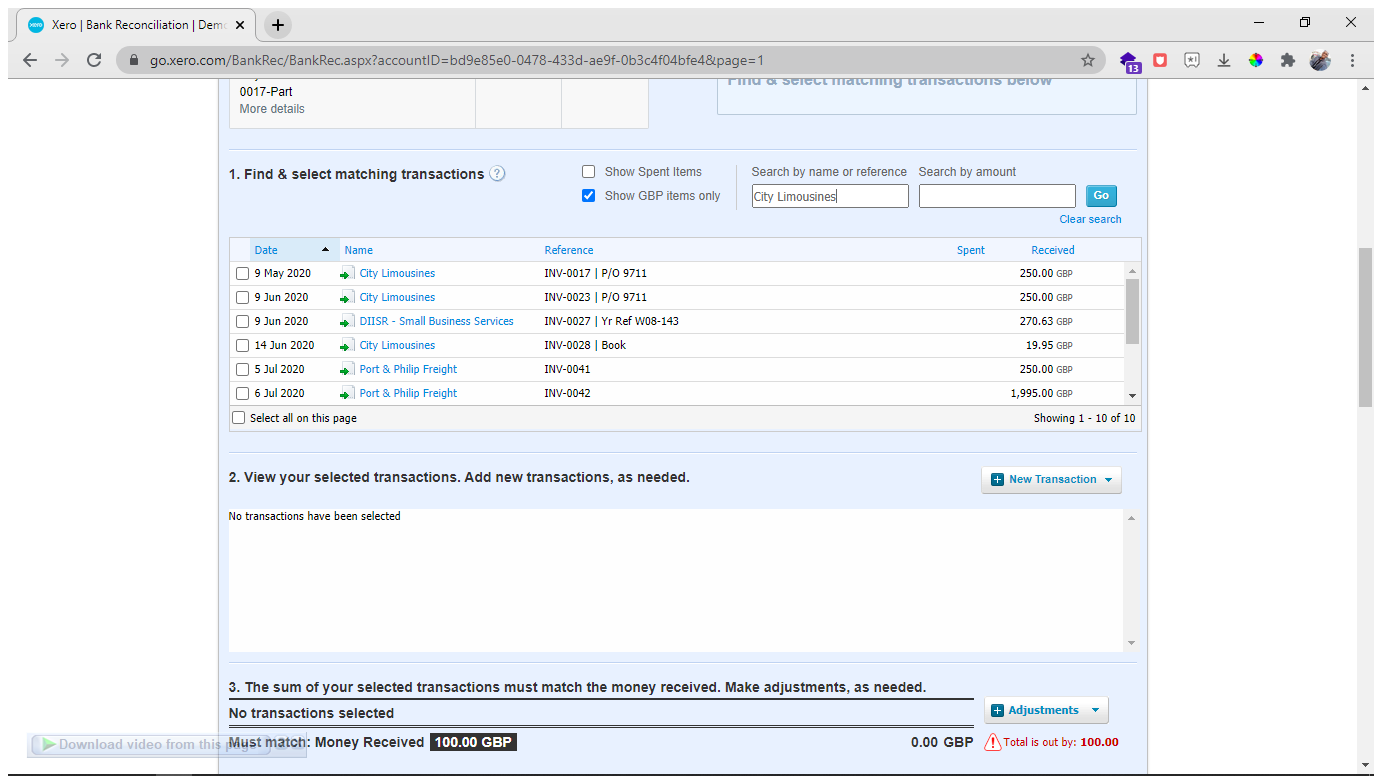 Xero | Bank Reconciliation | Demo
go.xero.com/BankRec/BankRec.aspx?accountID=bd9e85e0-0478-433d-ae9f-0b3c4f04bfe4&page=1
13
0017-Part
More details
Find & select matching transactions below
1. Find & select matching transactions ?
Show Spent Items
Show GBP items only
Search by name or reference Search by amount
City Limousines
Go
Clear search
Date Name Reference Spent Received
9 May 2020 City Limousines INV-0017 | P/O 9711 250.00 GBP
9 Jun 2020 City Limousines INV-0023 | P/O 9711 250.00 GBP
9 Jun 2020 DIISR - Small Business Services INV-0027 | Yr Ref W08-143 270.63 GBP
14 Jun 2020 City Limousines INV-0028 | Book 19.95 GBP
5 Jul 2020 Port & Philip Freight INV-0041 250.00 GBP
6 Jul 2020 Port & Philip Freight INV-0042 1,995.00 GBP
Select all on this page Showing 1 - 10 of 10
2. View your selected transactions. Add new transactions, as needed.
New Transaction
No transactions have been selected
3. The sum of your selected transactions must match the money received. Make adjustments, as needed.
No transactions selected
Adjustments
Download video from this
Must match: Money Received 100.00 GBP 0.00 GBP Total is out by: 100.00